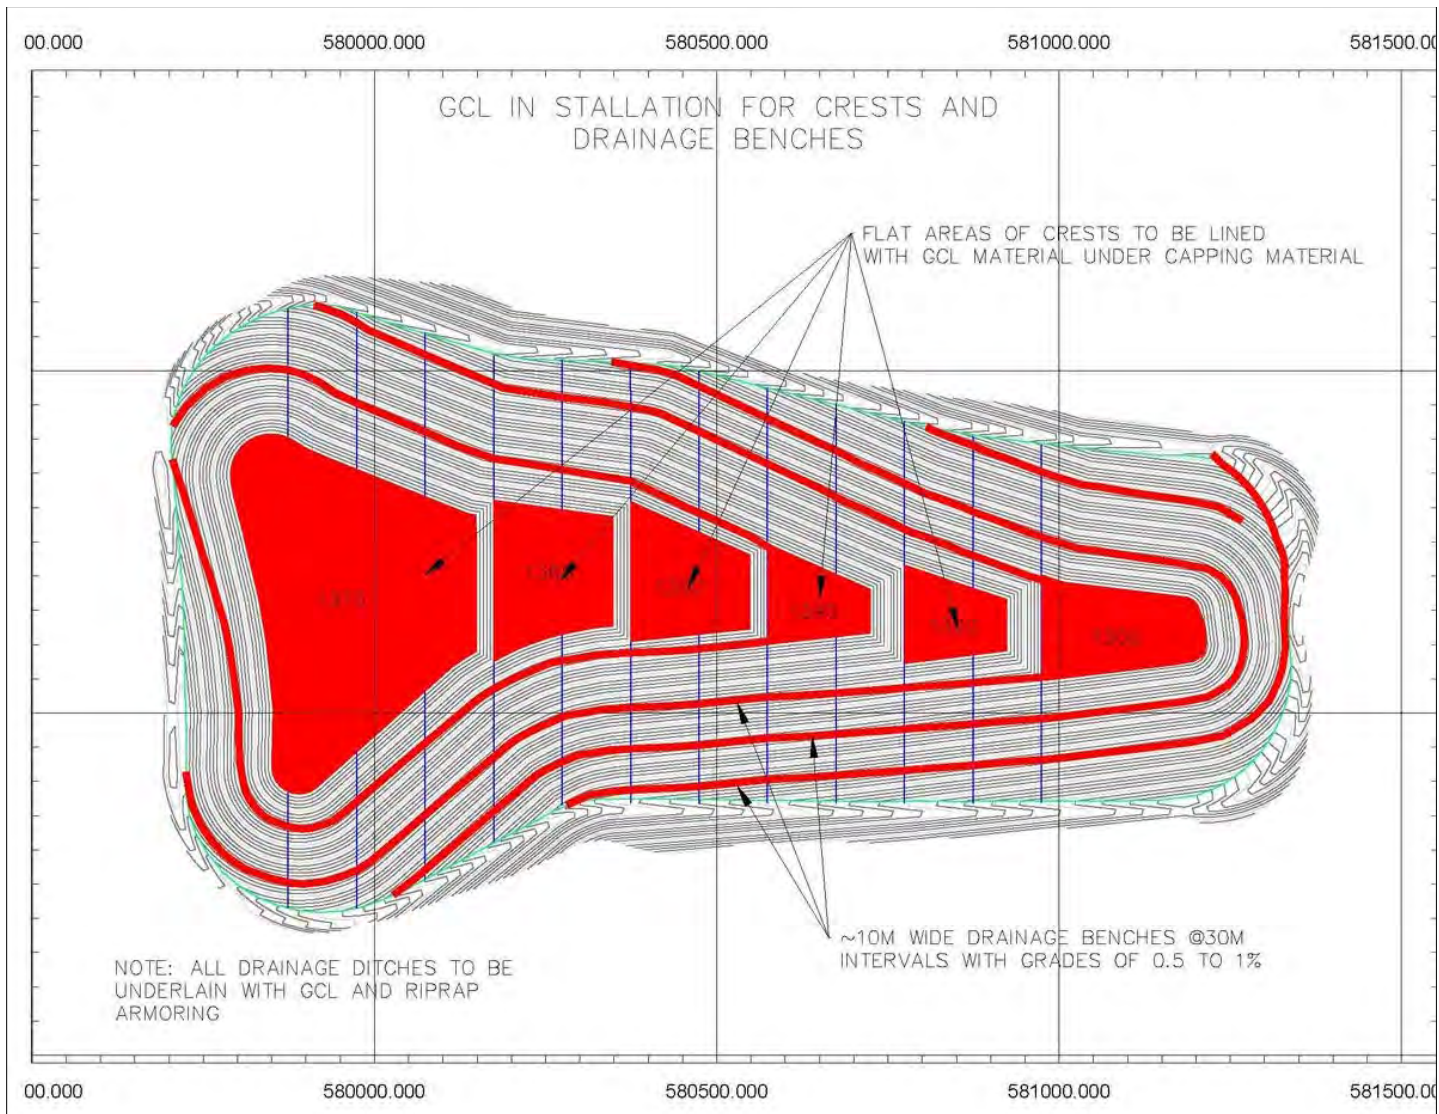 00.000 580000.000 580500.000 581000.000 581500.0
GCL IN STALLATION FOR CRESTS AND
DRAINAGE BENCHES
FLAT AREAS OF CRESTS TO BE LINED
WITH GCL MATERIAL UNDER CAPPING MATERIAL
~10M WIDE DRAINAGE BENCHES @30M
INTERVALS WITH GRADES OF 0.5 TO 1%
NOTE: ALL DRAINAGE DITCHES TO BE
UNDERLAIN WITH GCL AND RIPRAP
ARMORING
00.000 580000.000 580500.000 581000.000 581500.0